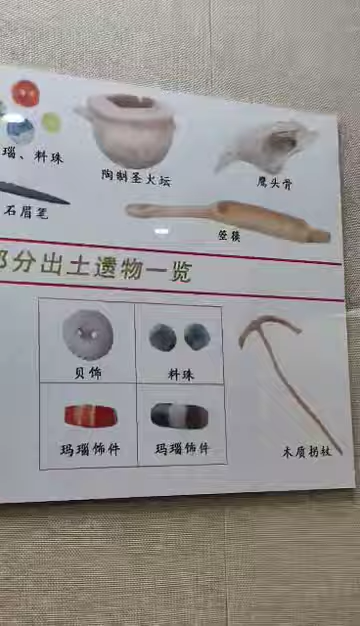 瑙、料珠
陶制圣火坛
鹰头骨
石眉笔
箜篌
部分出土遗物一览
贝饰
料珠
玛瑙饰件
玛瑙饰件
木质拐杖